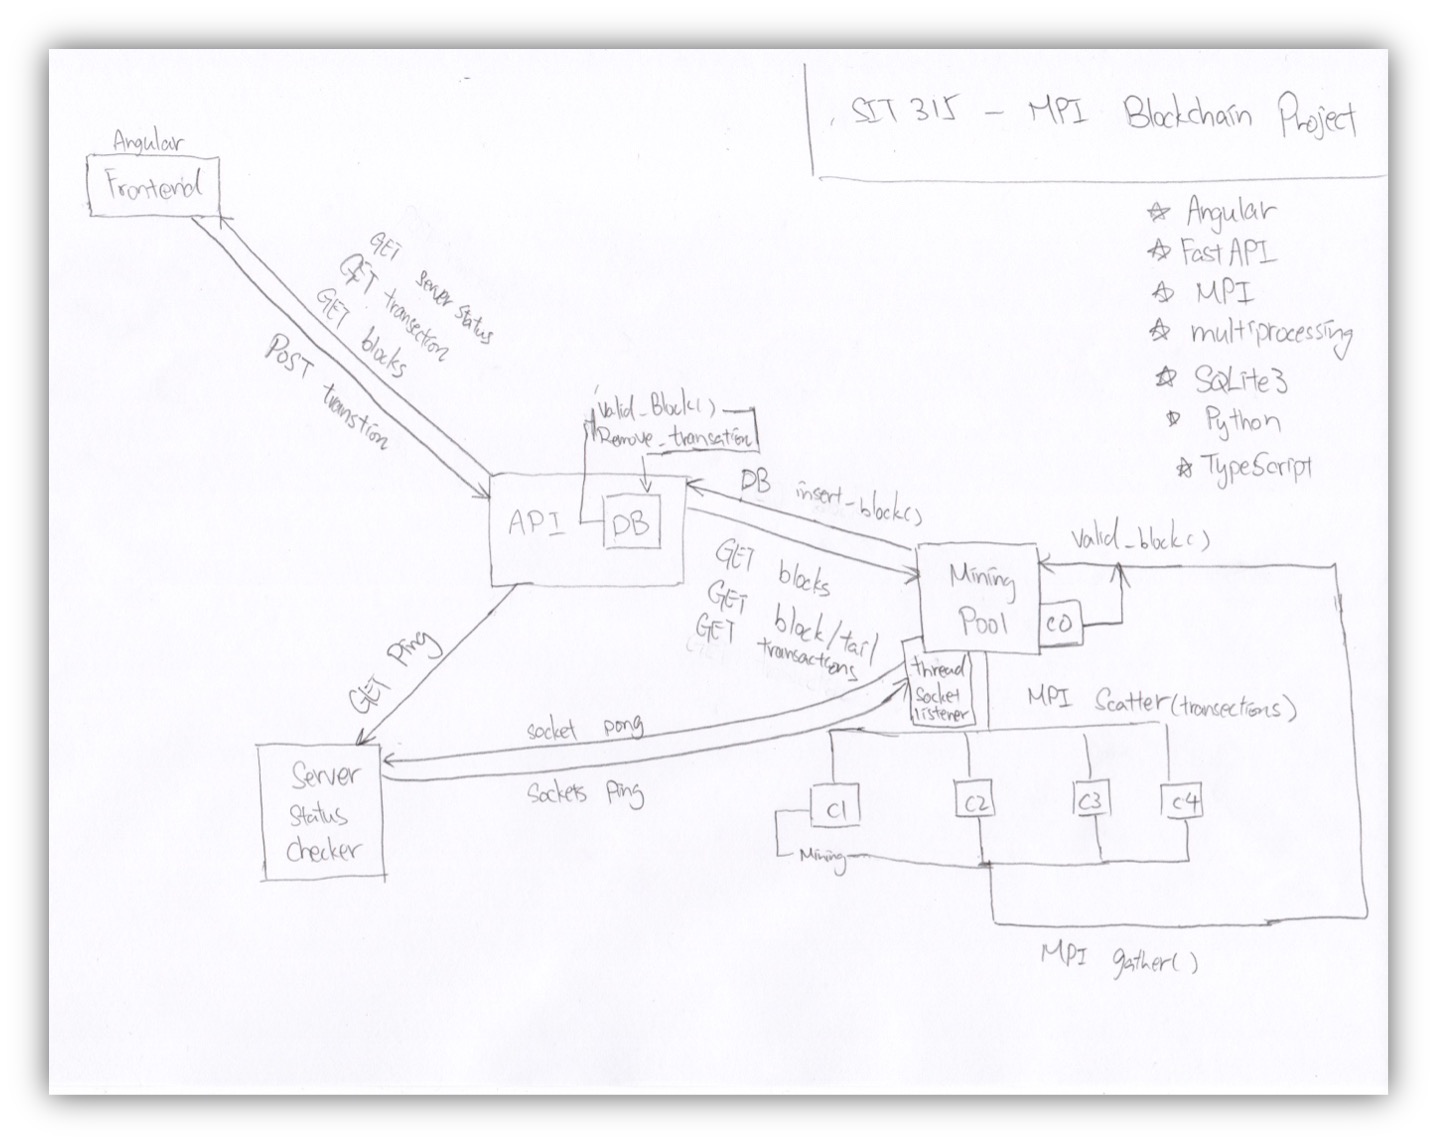 SIT315 - MPI Blockchain Project
Angular
Frontend
☆ Angular
☆ FastAPI
☆ MPI
☆ multiprocessing
☆ SQLite3
☆ Python
☆ TypeScript
GET server status
GET transection
GET blocks
POST transtion
Valid_Block()
Remove_transation
API
DB
DB insert_block()
GET blocks
GET block/tail
GET transactions
Mining
Pool
C0
Valid_block()
thread
Socket
listener
MPI Scatter(transections)
GET Ping
socket pong
Sockets Ping
Server
Status
Checker
C1
C2
C3
C4
Mining
MPI gather()